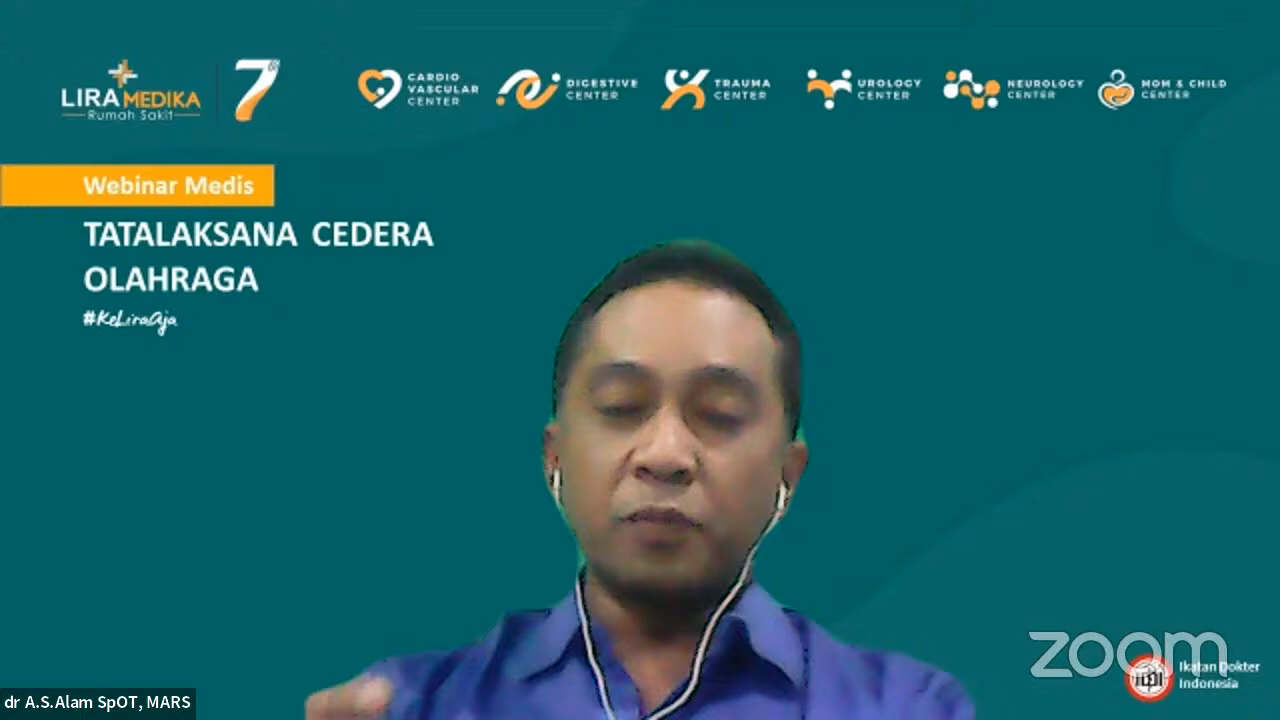 LIRA MEDIKA
Rumah Sakit
7
CARDIO
VASCULAR
CENTER
DIGESTIVE
CENTER
TRAUMA
CENTER
UROLOGY
CENTER
NEUROLOGY
CENTER
MOM & CHILD
CENTER
Webinar Medis
TATALAKSANA CEDERA
OLAHRAGA
#KeLiraAja
zoom
Ikatan Dokter
Indonesia
dr A.S.Alam SpOT, MARS